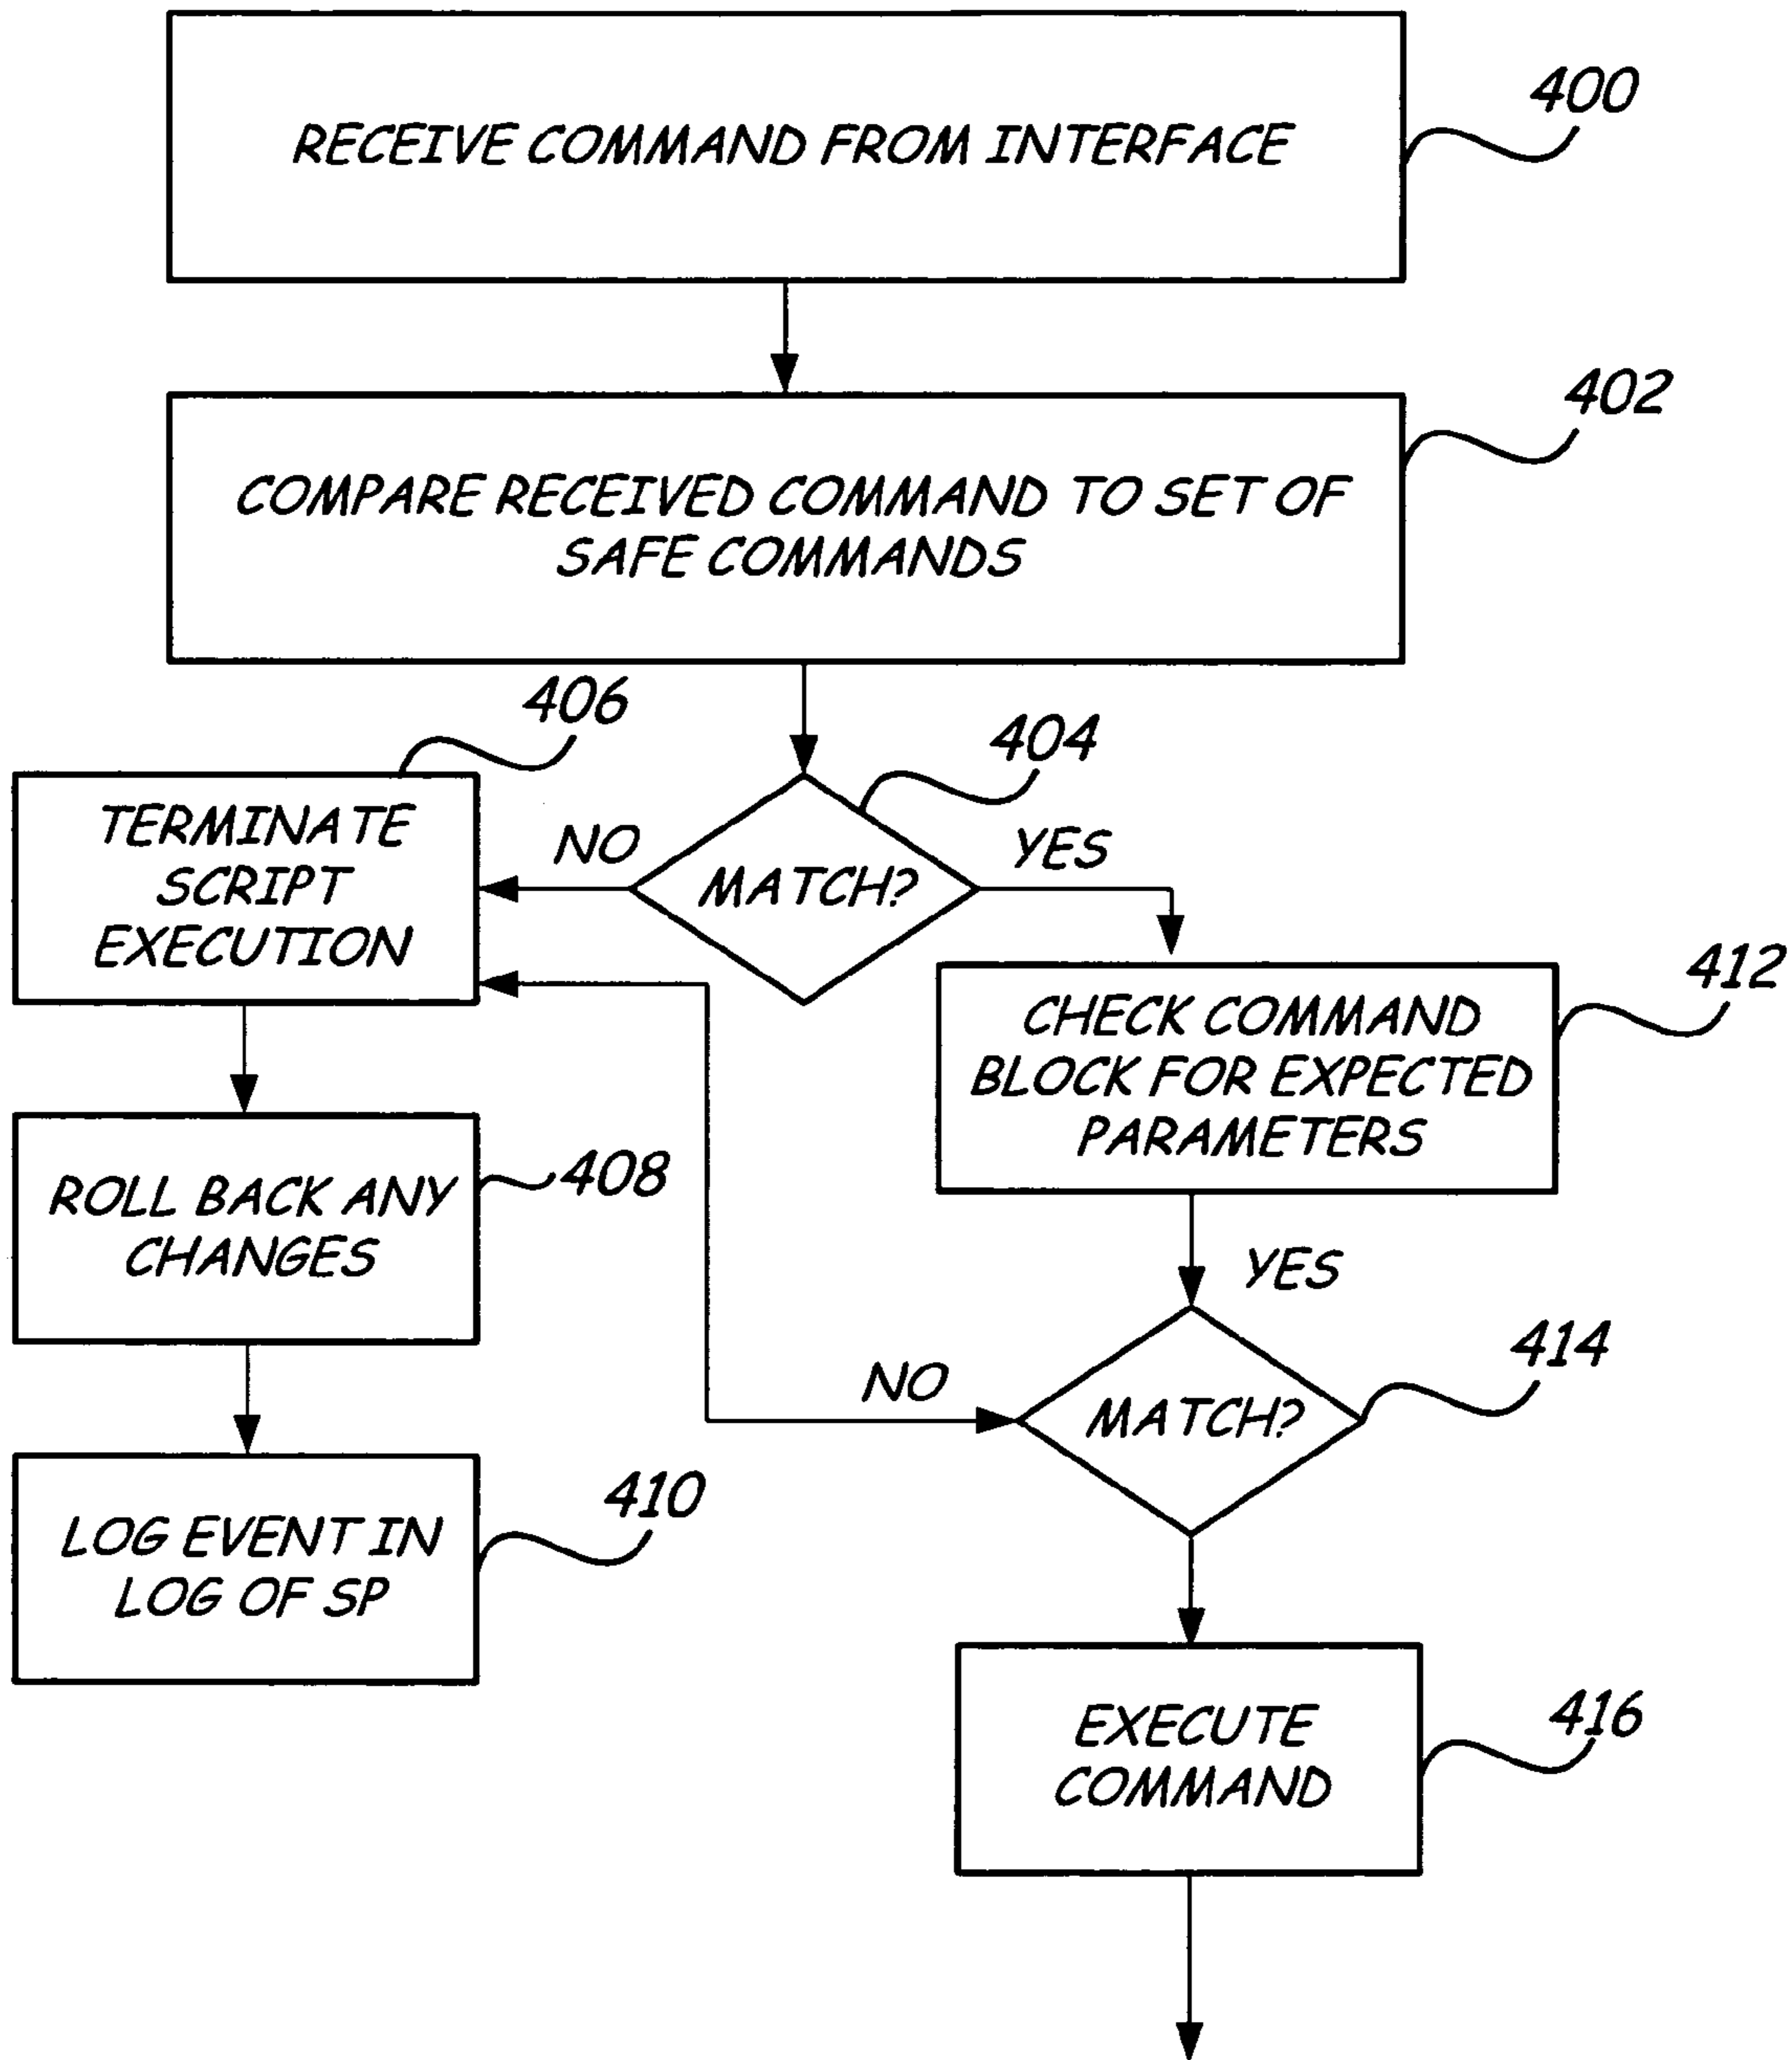 RECEIVE COMMAND FROM INTERFACE
400
COMPARE RECEIVED COMMAND TO SET OF
SAFE COMMANDS
402
406
404
TERMINATE
SCRIPT
EXECUTION
NO
MATCH?
YES
412
CHECK COMMAND
BLOCK FOR EXPECTED
PARAMETERS
ROLL BACK ANY
CHANGES
408
YES
414
NO
MATCH?
410
LOG EVENT IN
LOG OF SP
416
EXECUTE
COMMAND